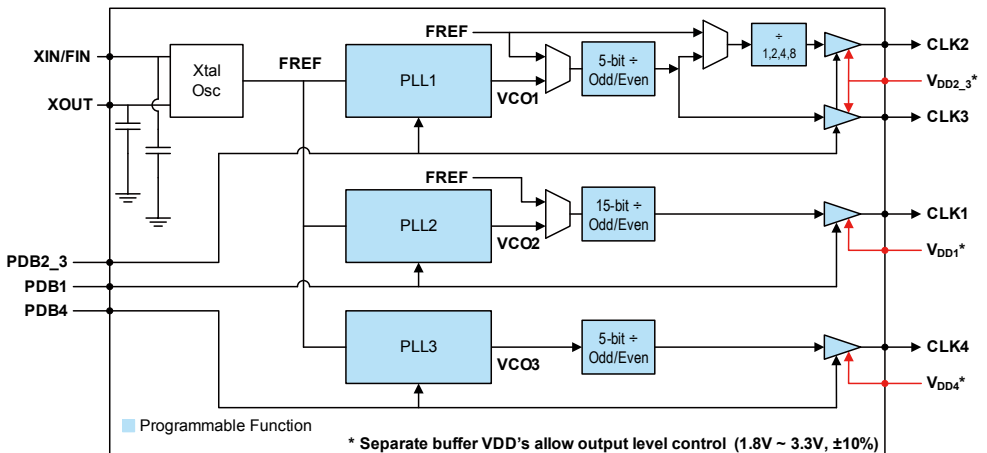 XIN/FIN
XOUT
Xtal
Osc
FREF
PLL1
VCO1
FREF
5-bit ÷
Odd/Even
÷
1,2,4,8
CLK2
VDD2_3*
CLK3
FREF
PLL2
VCO2
15-bit ÷
Odd/Even
CLK1
VDD1*
PDB2_3
PDB1
PDB4
PLL3
VCO3
5-bit ÷
Odd/Even
CLK4
VDD4*
Programmable Function
* Separate buffer VDD's allow output level control (1.8V ~ 3.3V, ±10%)